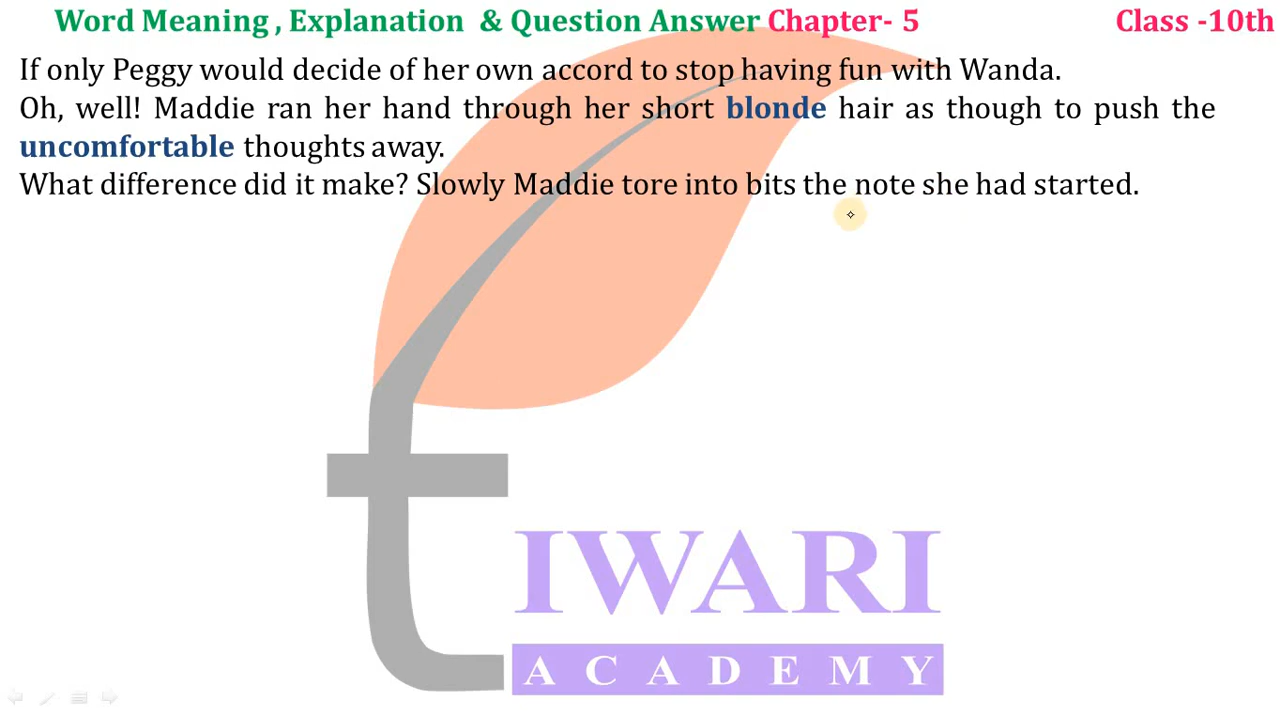 Word Meaning , Explanation & Question Answer Chapter- 5 Class -10th
If only Peggy would decide of her own accord to stop having fun with Wanda.
Oh, well! Maddie ran her hand through her short blonde hair as though to push the
uncomfortable thoughts away.
What difference did it make? Slowly Maddie tore into bits the note she had started.
tIWARI
ACADEMY